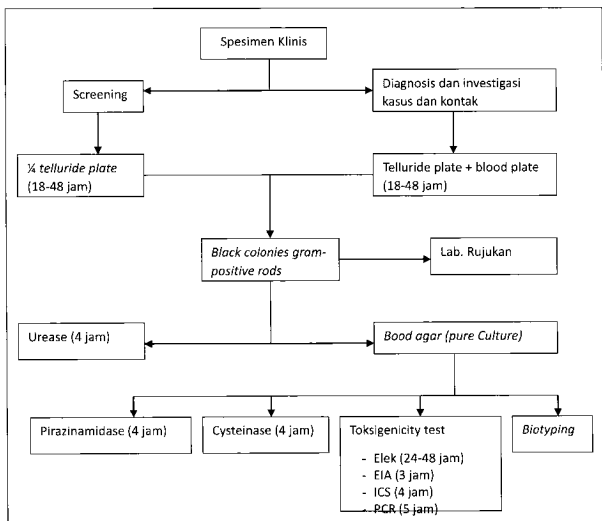 Spesimen Klinis
Screening
Diagnosis dan investigasi
kasus dan kontak
¼ telluride plate
(18-48 jam)
Telluride plate + blood plate
(18-48 jam)
Black colonies gram-
positive rods
Lab. Rujukan
Urease (4 jam)
Bood agar (pure Culture)
Pirazinamidase (4 jam)
Cysteinase (4 jam)
Toksigenicity test
- Elek (24-48 jam)
- EIA (3 jam)
- ICS (4 jam)
- PCR (5 jam)
Biotyping